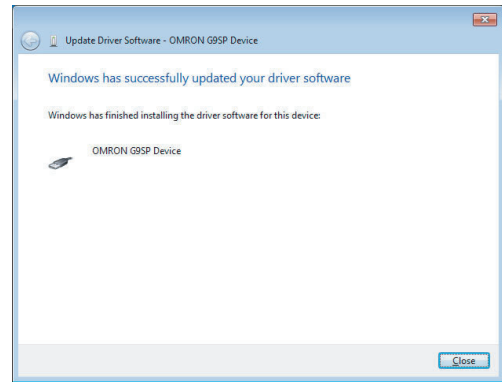 Update Driver Software - OMRON G9SP Device
Windows has successfully updated your driver software
Windows has finished installing the driver software for this device:
OMRON G9SP Device
Close